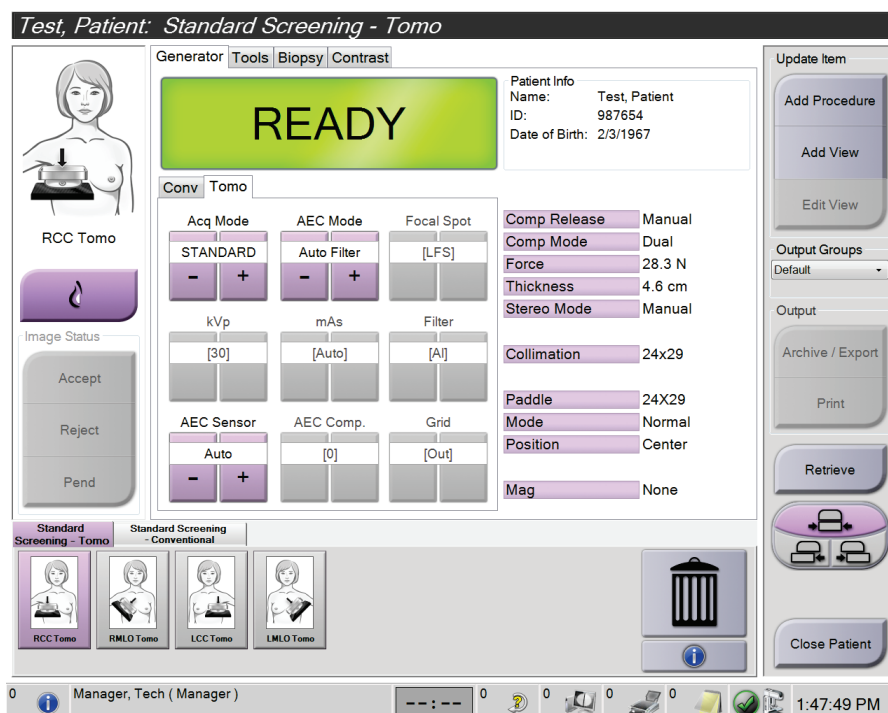 Test, Patient: Standard Screening - Tomo
Generator Tools Biopsy Contrast
READY
Patient Info
Name: Test, Patient
ID: 987654
Date of Birth: 2/3/1967
RCC Tomo
Image Status
Accept
Reject
Pend
Conv Tomo
Acq Mode AEC Mode Focal Spot
STANDARD Auto Filter [LFS]
- + - +
kVp mAs Filter
[30] [Auto] [Al]
AEC Sensor AEC Comp. Grid
Auto [0] [Out]
- +
Comp Release Manual
Comp Mode Dual
Force 28.3 N
Thickness 4.6 cm
Stereo Mode Manual
Collimation 24x29
Paddle 24X29
Mode Normal
Position Center
Mag None
Update Item
Add Procedure
Add View
Edit View
Output Groups
Default
Output
Archive / Export
Print
Retrieve
Close Patient
Standard
Screening - Tomo
Standard Screening
- Conventional
RCC Tomo RMLO Tomo LCC Tomo LMLO Tomo
0 i Manager, Tech ( Manager ) --:-- 0 ? 0 0 0 1:47:49 PM